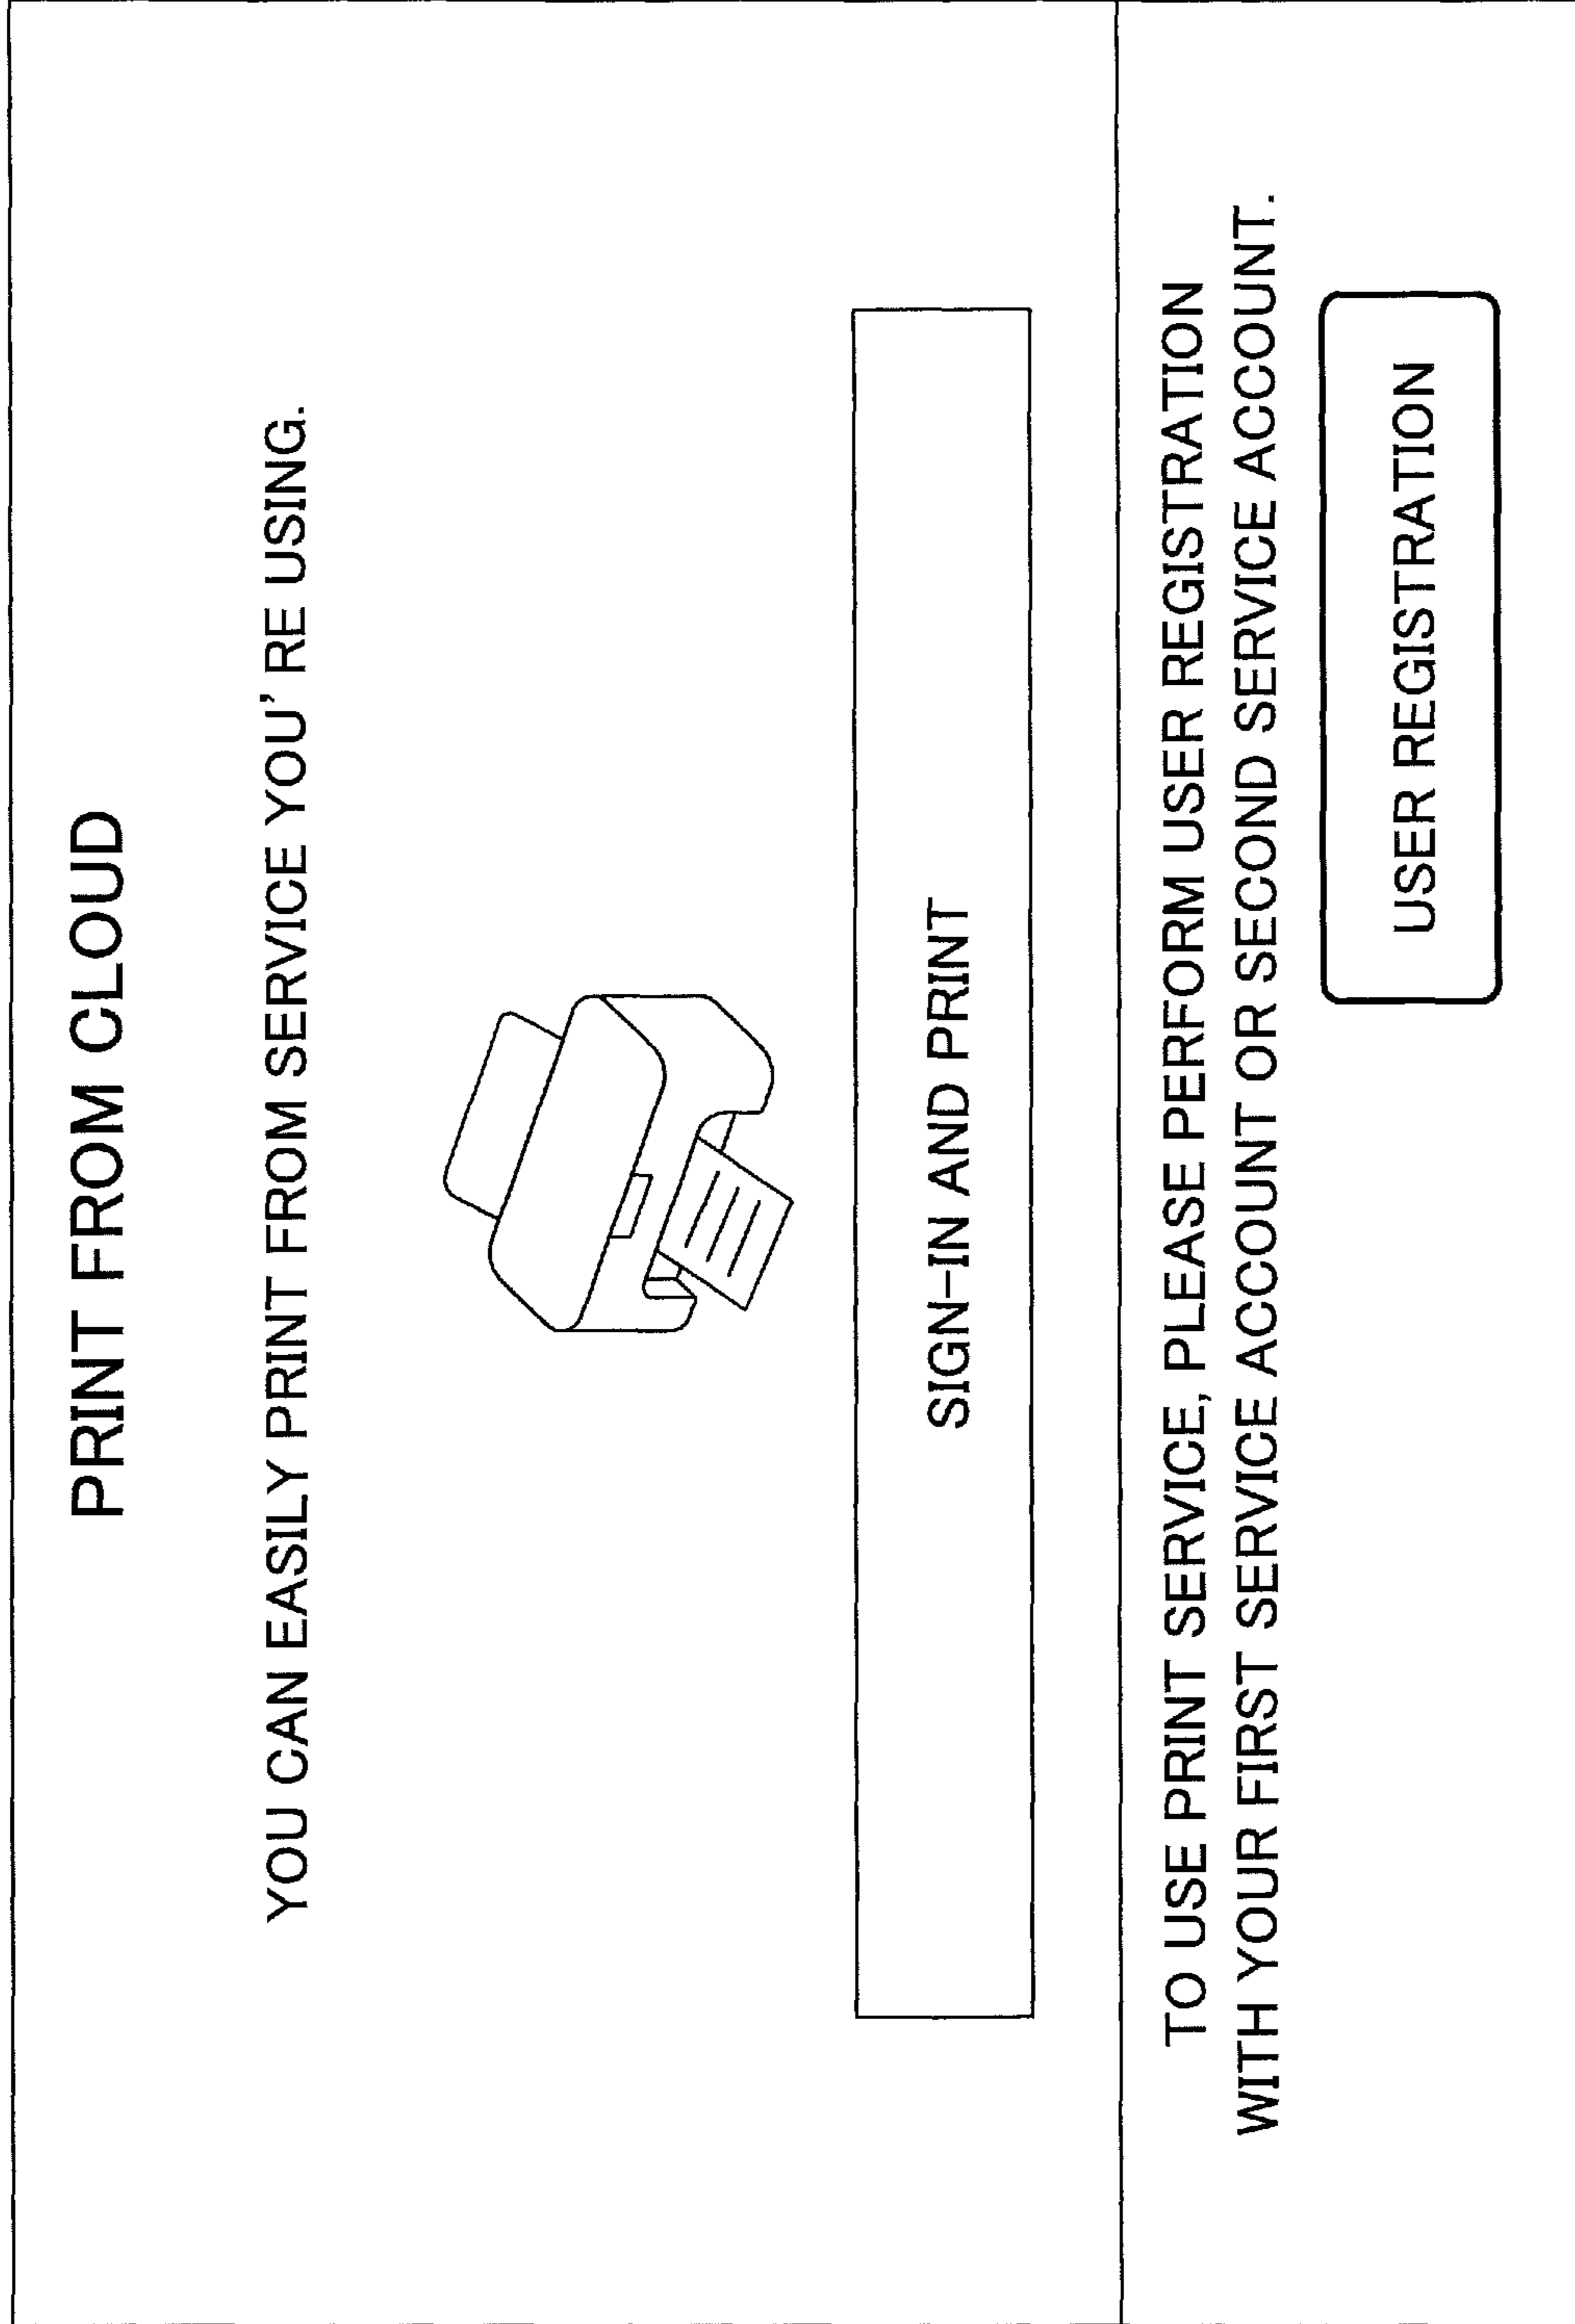 PRINT FROM CLOUD
YOU CAN EASILY PRINT FROM SERVICE YOU' RE USING.
SIGN-IN AND PRINT
TO USE PRINT SERVICE, PLEASE PERFORM USER REGISTRATION
WITH YOUR FIRST SERVICE ACCOUNT OR SECOND SERVICE ACCOUNT.
USER REGISTRATION